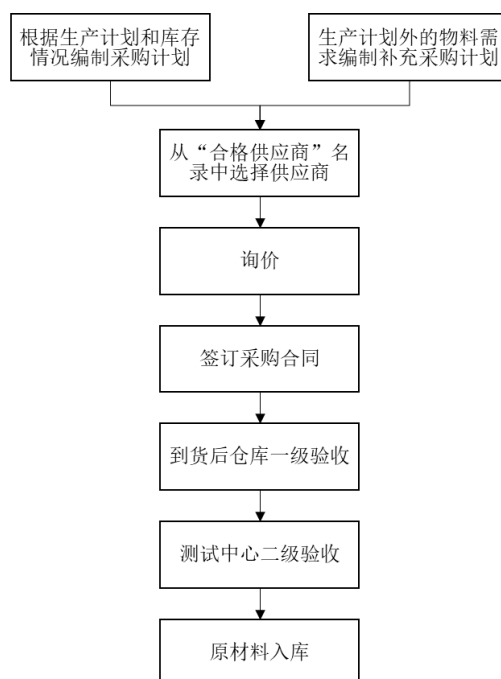 根据生产计划和库存
情况编制采购计划
生产计划外的物料需
求编制补充采购计划
从“合格供应商”名
录中选择供应商
询价
签订采购合同
到货后仓库一级验收
测试中心二级验收
原材料入库